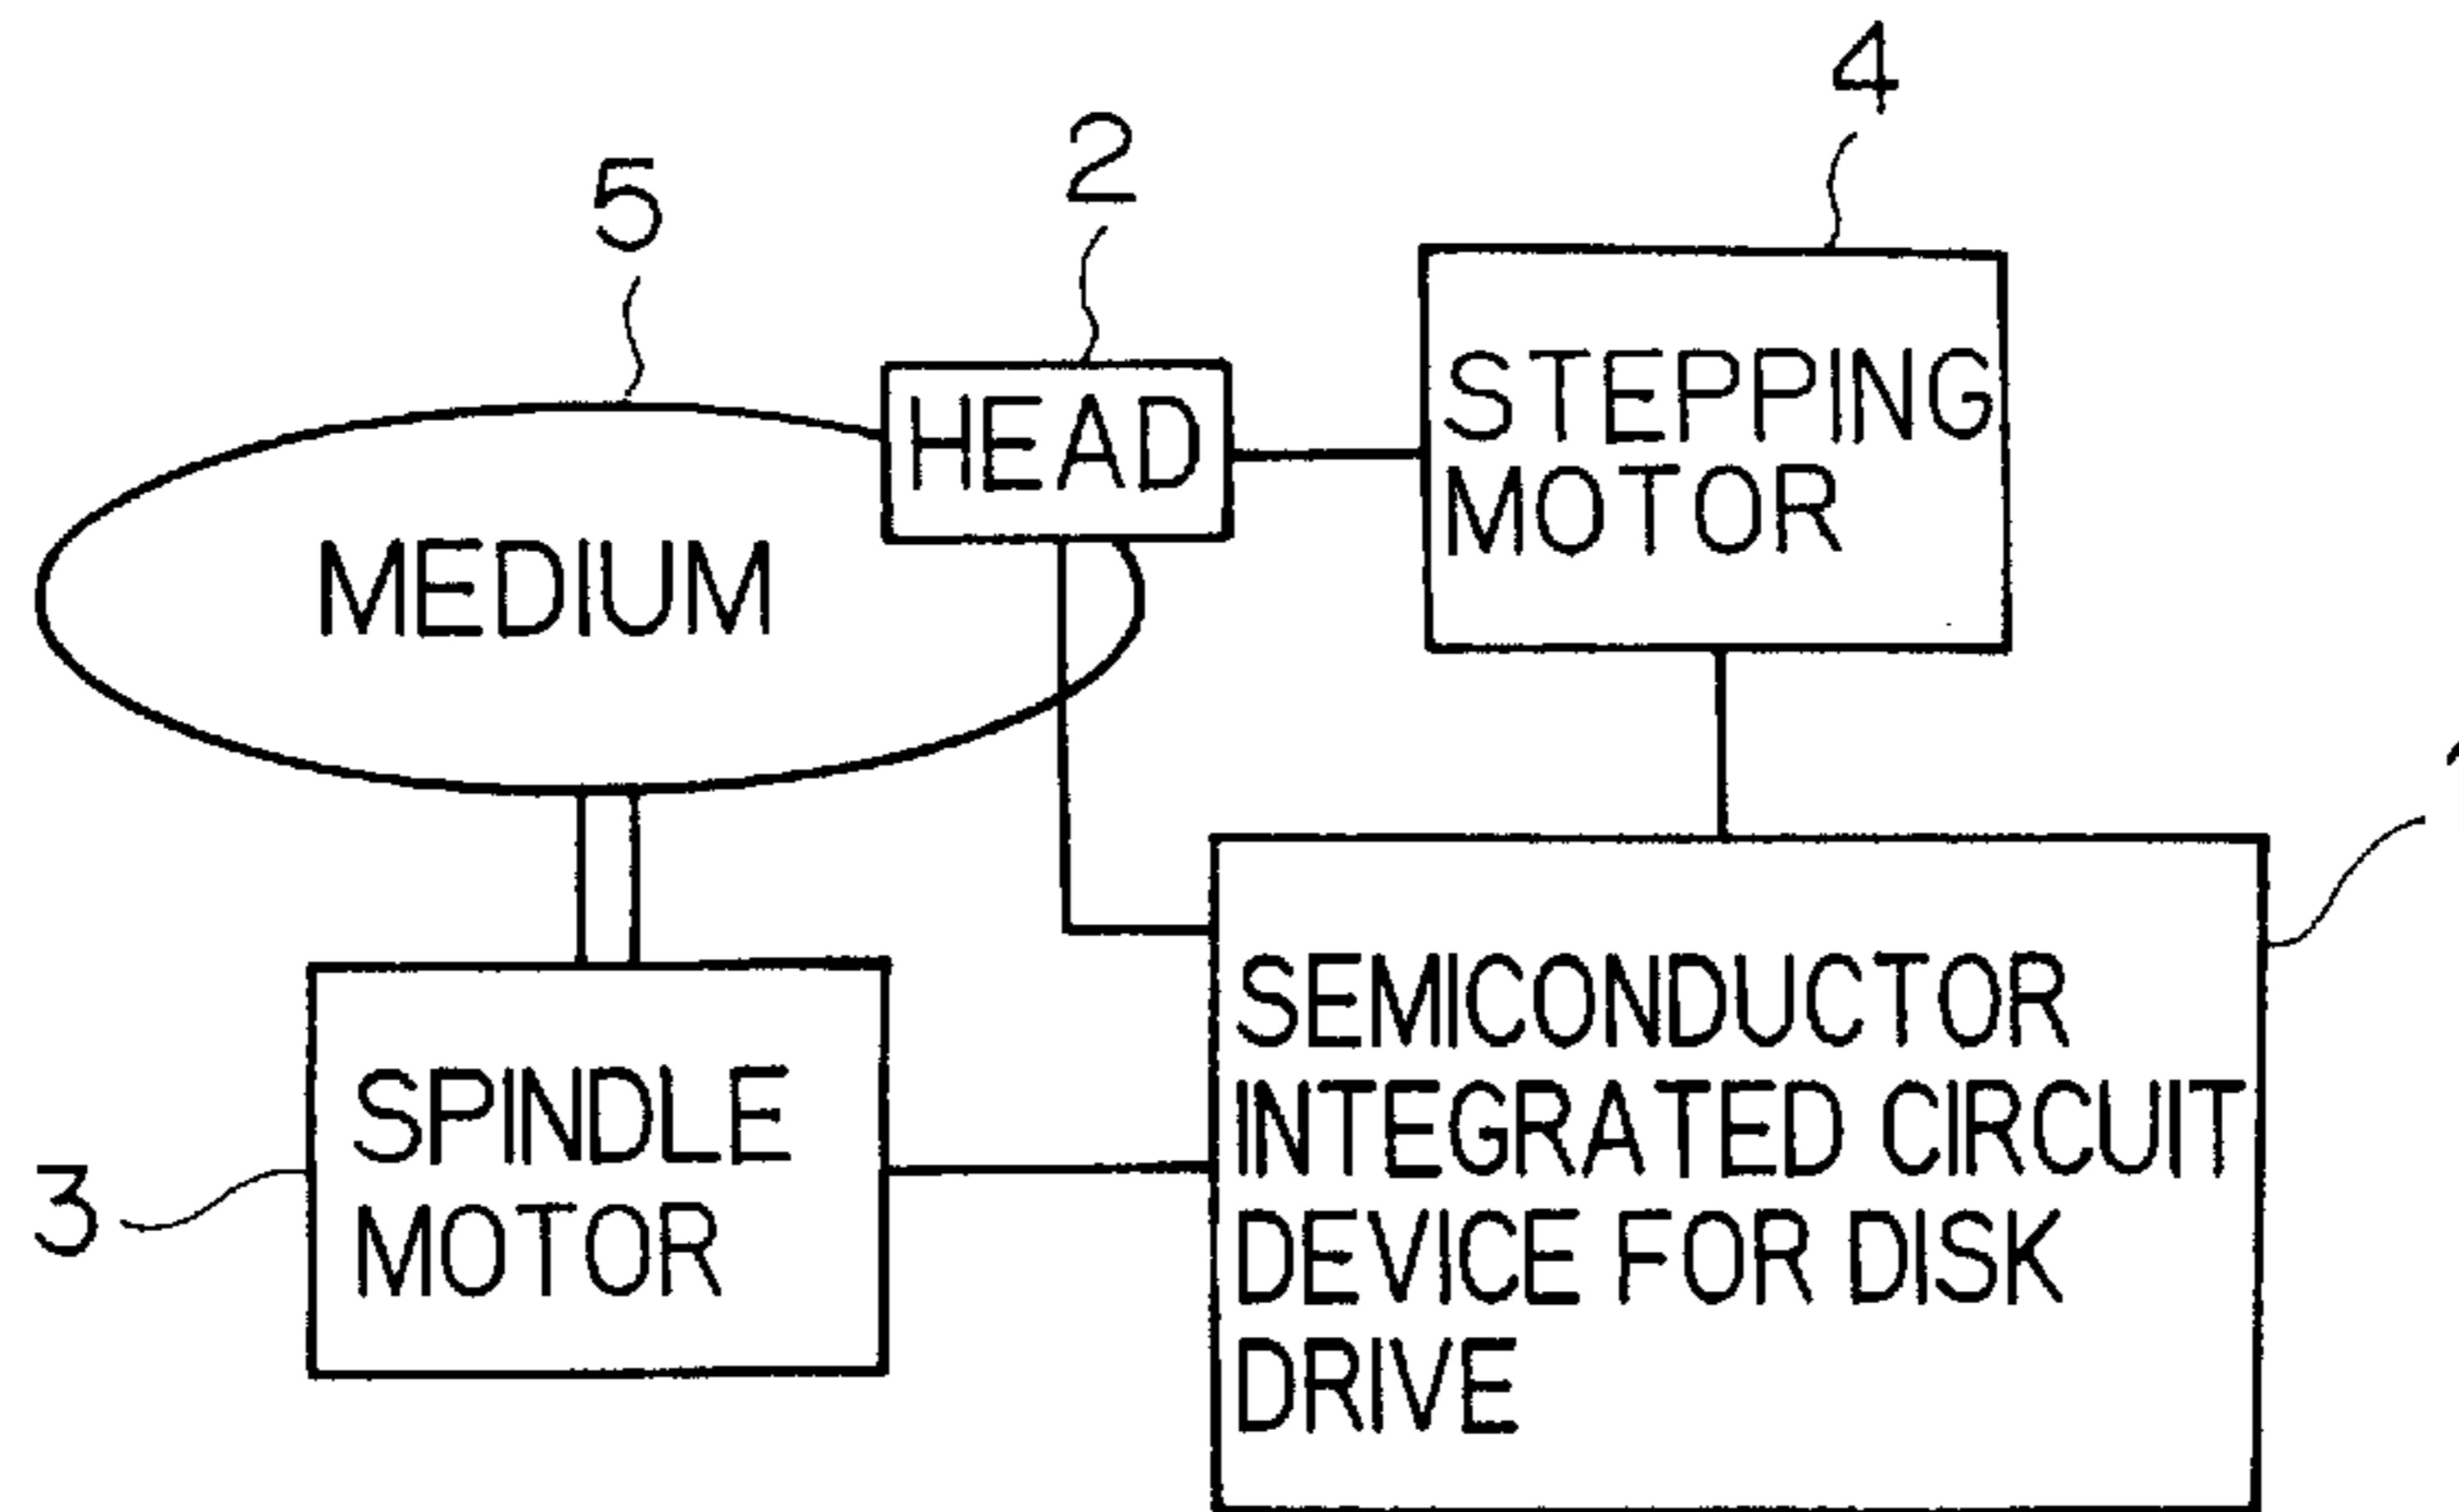 4
2
5
HEAD
STEPPING
MOTOR
MEDIUM
SEMICONDUCTOR
INTEGRATED CIRCUIT
DEVICE FOR DISK
DRIVE
SPINDLE
MOTOR
3